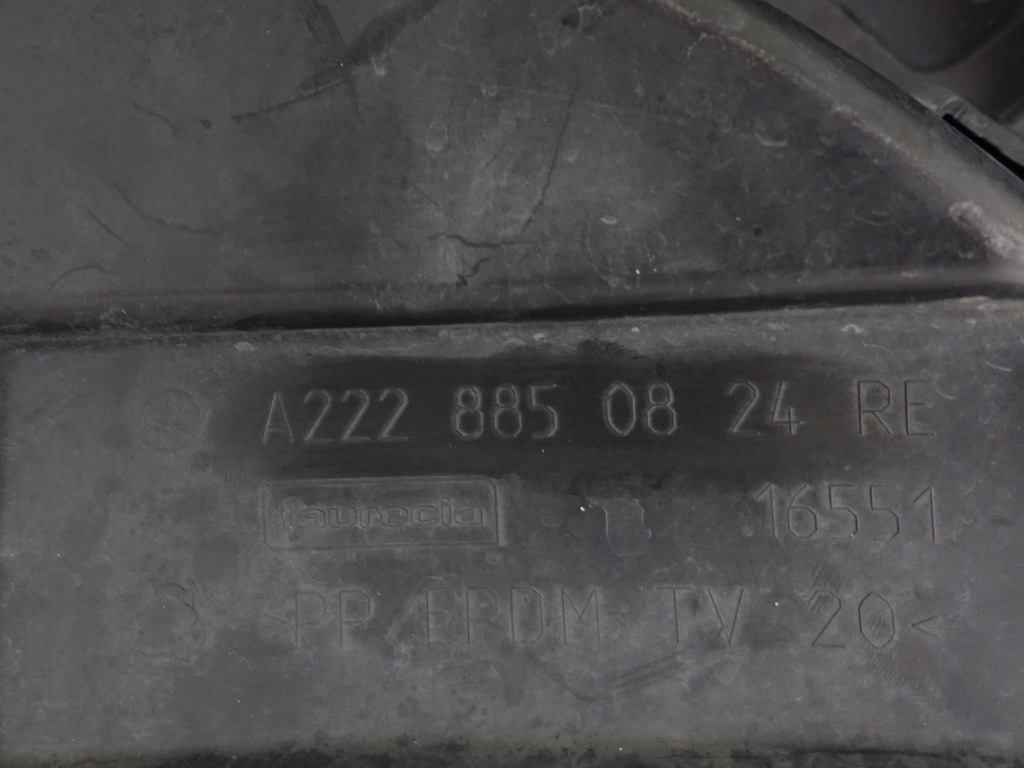 A222 885 08 24 RE
faurecia 16551
>PP/EPDM TV 20<